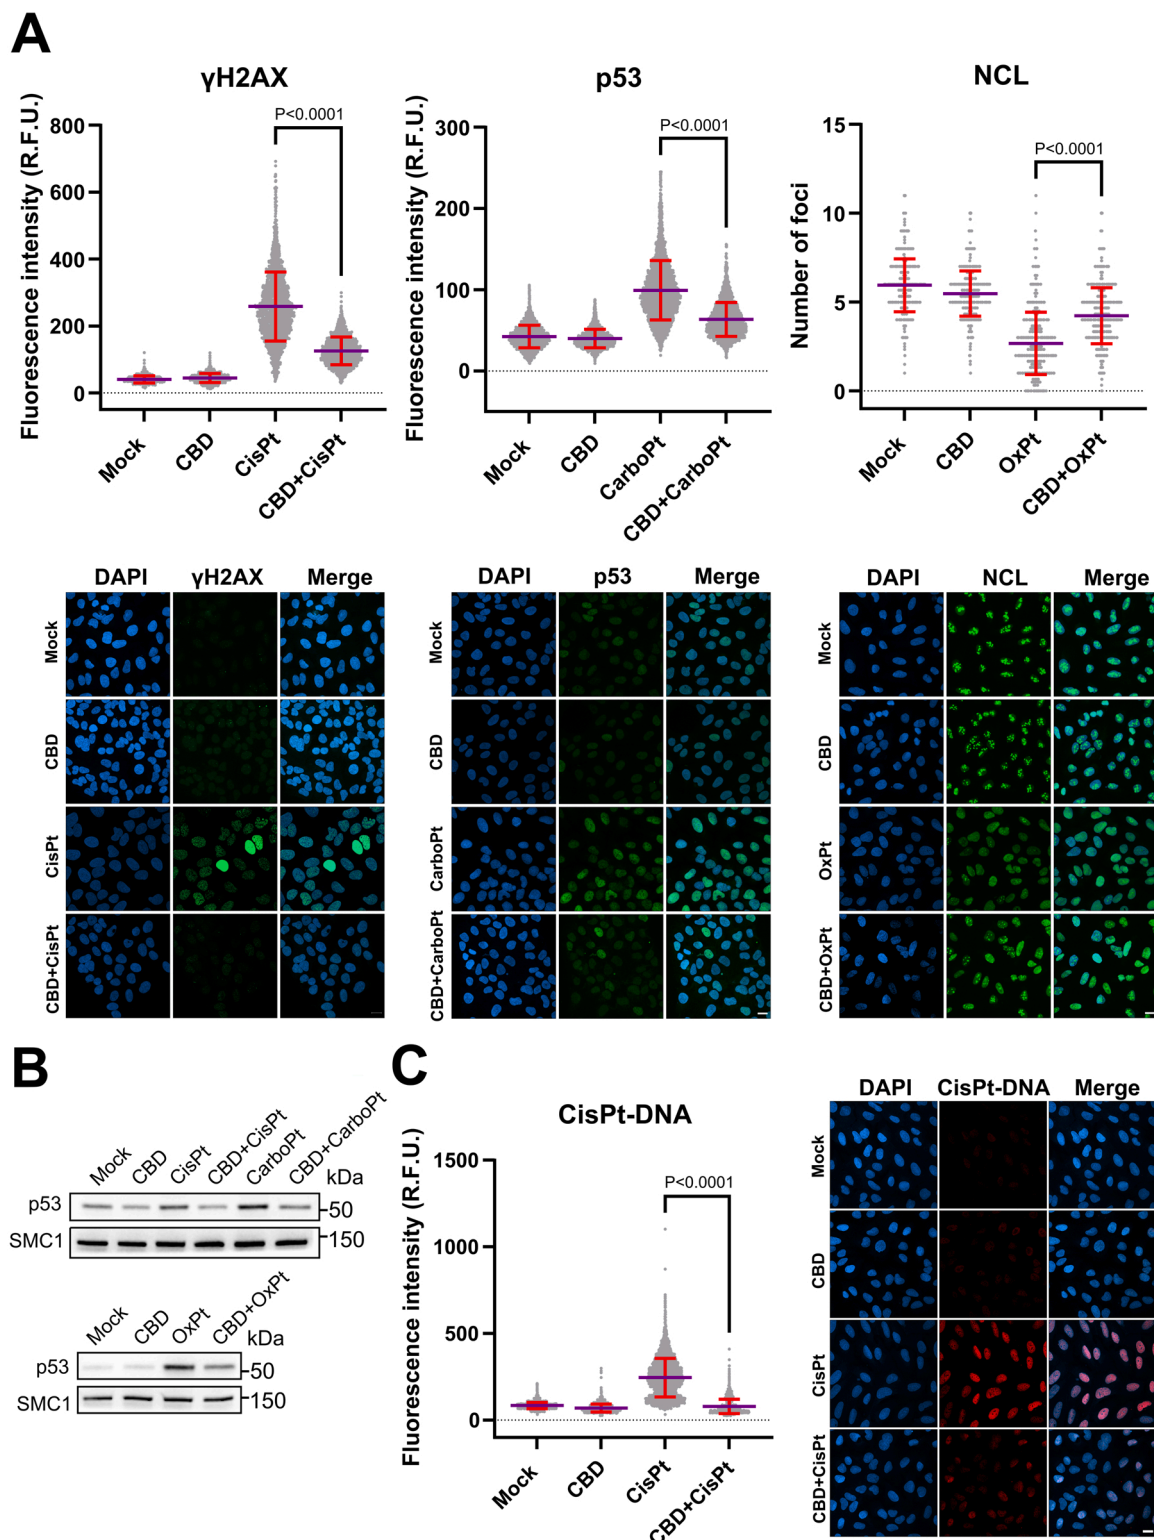 A
γH2AX
Fluorescence intensity (R.F.U.)
800
600
400
200
0
P<0.0001
Mock
CBD
CisPt
CBD+CisPt
p53
Fluorescence intensity (R.F.U.)
300
200
100
0
P<0.0001
Mock
CBD
CarboPt
CBD+CarboPt
NCL
Number of foci
15
10
5
0
P<0.0001
Mock
CBD
OxPt
CBD+OxPt
DAPI γH2AX Merge
Mock
CBD
CisPt
CBD+CisPt
DAPI p53 Merge
Mock
CBD
CarboPt
CBD+CarboPt
DAPI NCL Merge
Mock
CBD
OxPt
CBD+OxPt
B
Mock CBD CisPt CBD+CisPt CarboPt CBD+CarboPt
kDa
p53 50
SMC1 150
Mock CBD OxPt CBD+OxPt
kDa
p53 50
SMC1 150
C
CisPt-DNA
Fluorescence intensity (R.F.U.)
1500
1000
500
0
P<0.0001
Mock
CBD
CisPt
CBD+CisPt
DAPI CisPt-DNA Merge
Mock
CBD
CisPt
CBD+CisPt